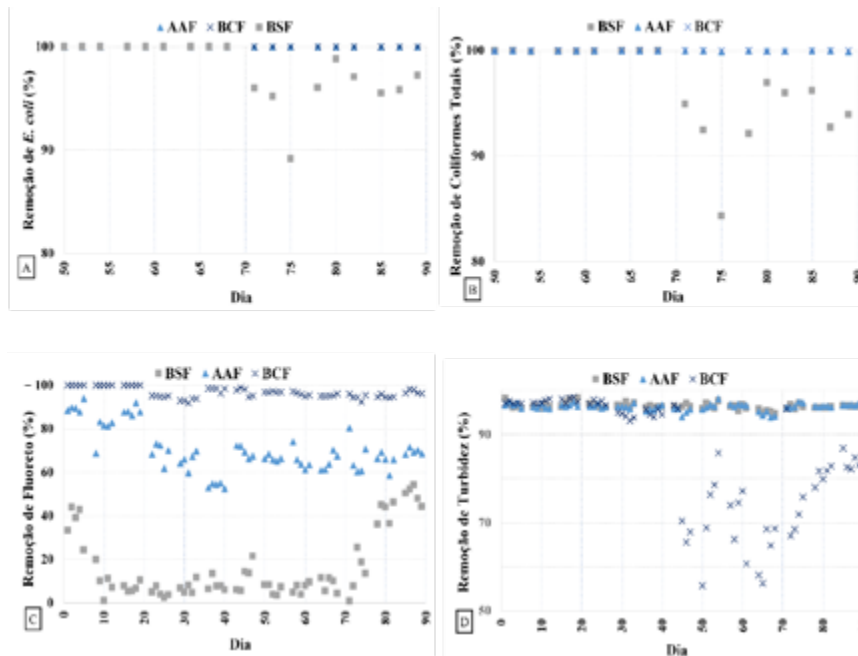 ▲AAF ×BCF ■BSF
Remoção de E. coli (%)
100
90
80
A
50 55 60 65 70 75 80 85 90
Dia
■BSF ▲AAF ×BCF
Remoção de Coliformes Totais (%)
100
90
80
B
50 55 60 65 70 75 80 85 90
Dia
■BSF ▲AAF ×BCF
Remoção de Fluoreto (%)
100
80
60
40
20
0
C
0 10 20 30 40 50 60 70 80 90
Dia
■BSF ▲AAF ×BCF
Remoção de Turbidez (%)
90
70
50
D
0 10 20 30 40 50 60 70 80
Dia